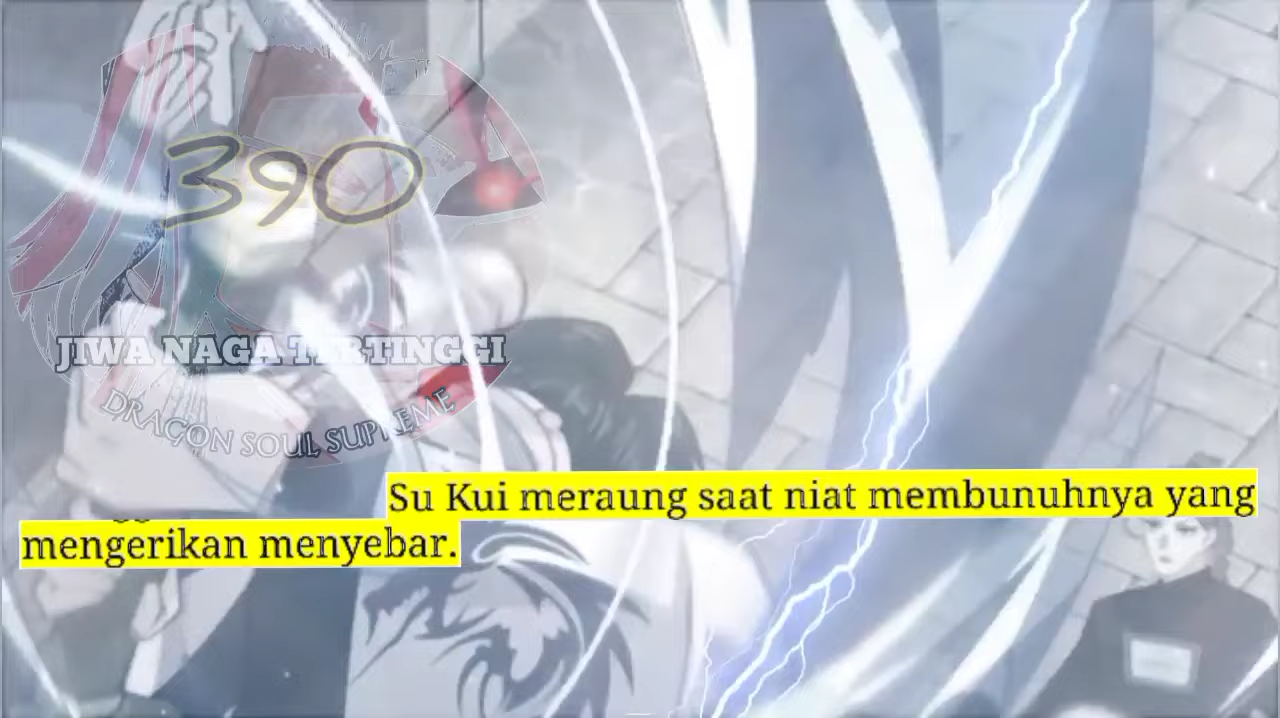 390
JIWA NAGA TERTINGGI
DRAGON SOUL SUPREME
Su Kui meraung saat niat membunuhnya yang
mengerikan menyebar.